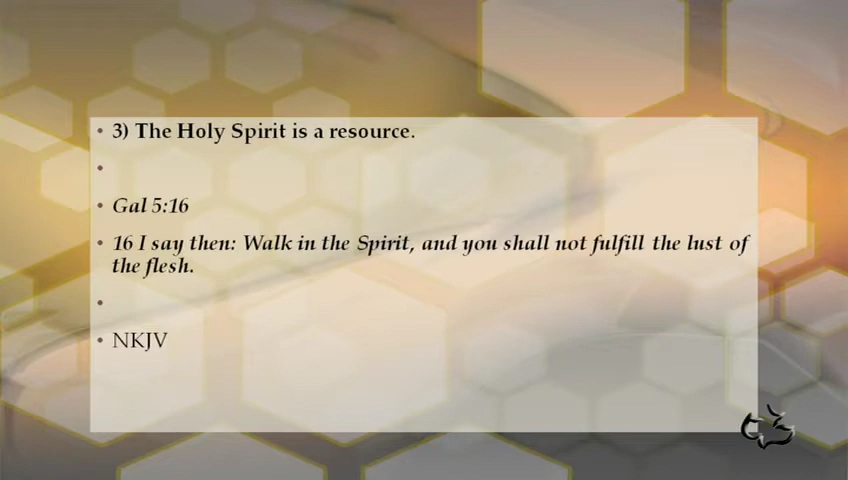 • 3) The Holy Spirit is a resource.
•
• Gal 5:16
• 16 I say then: Walk in the Spirit, and you shall not fulfill the lust of
the flesh.
•
• NKJV